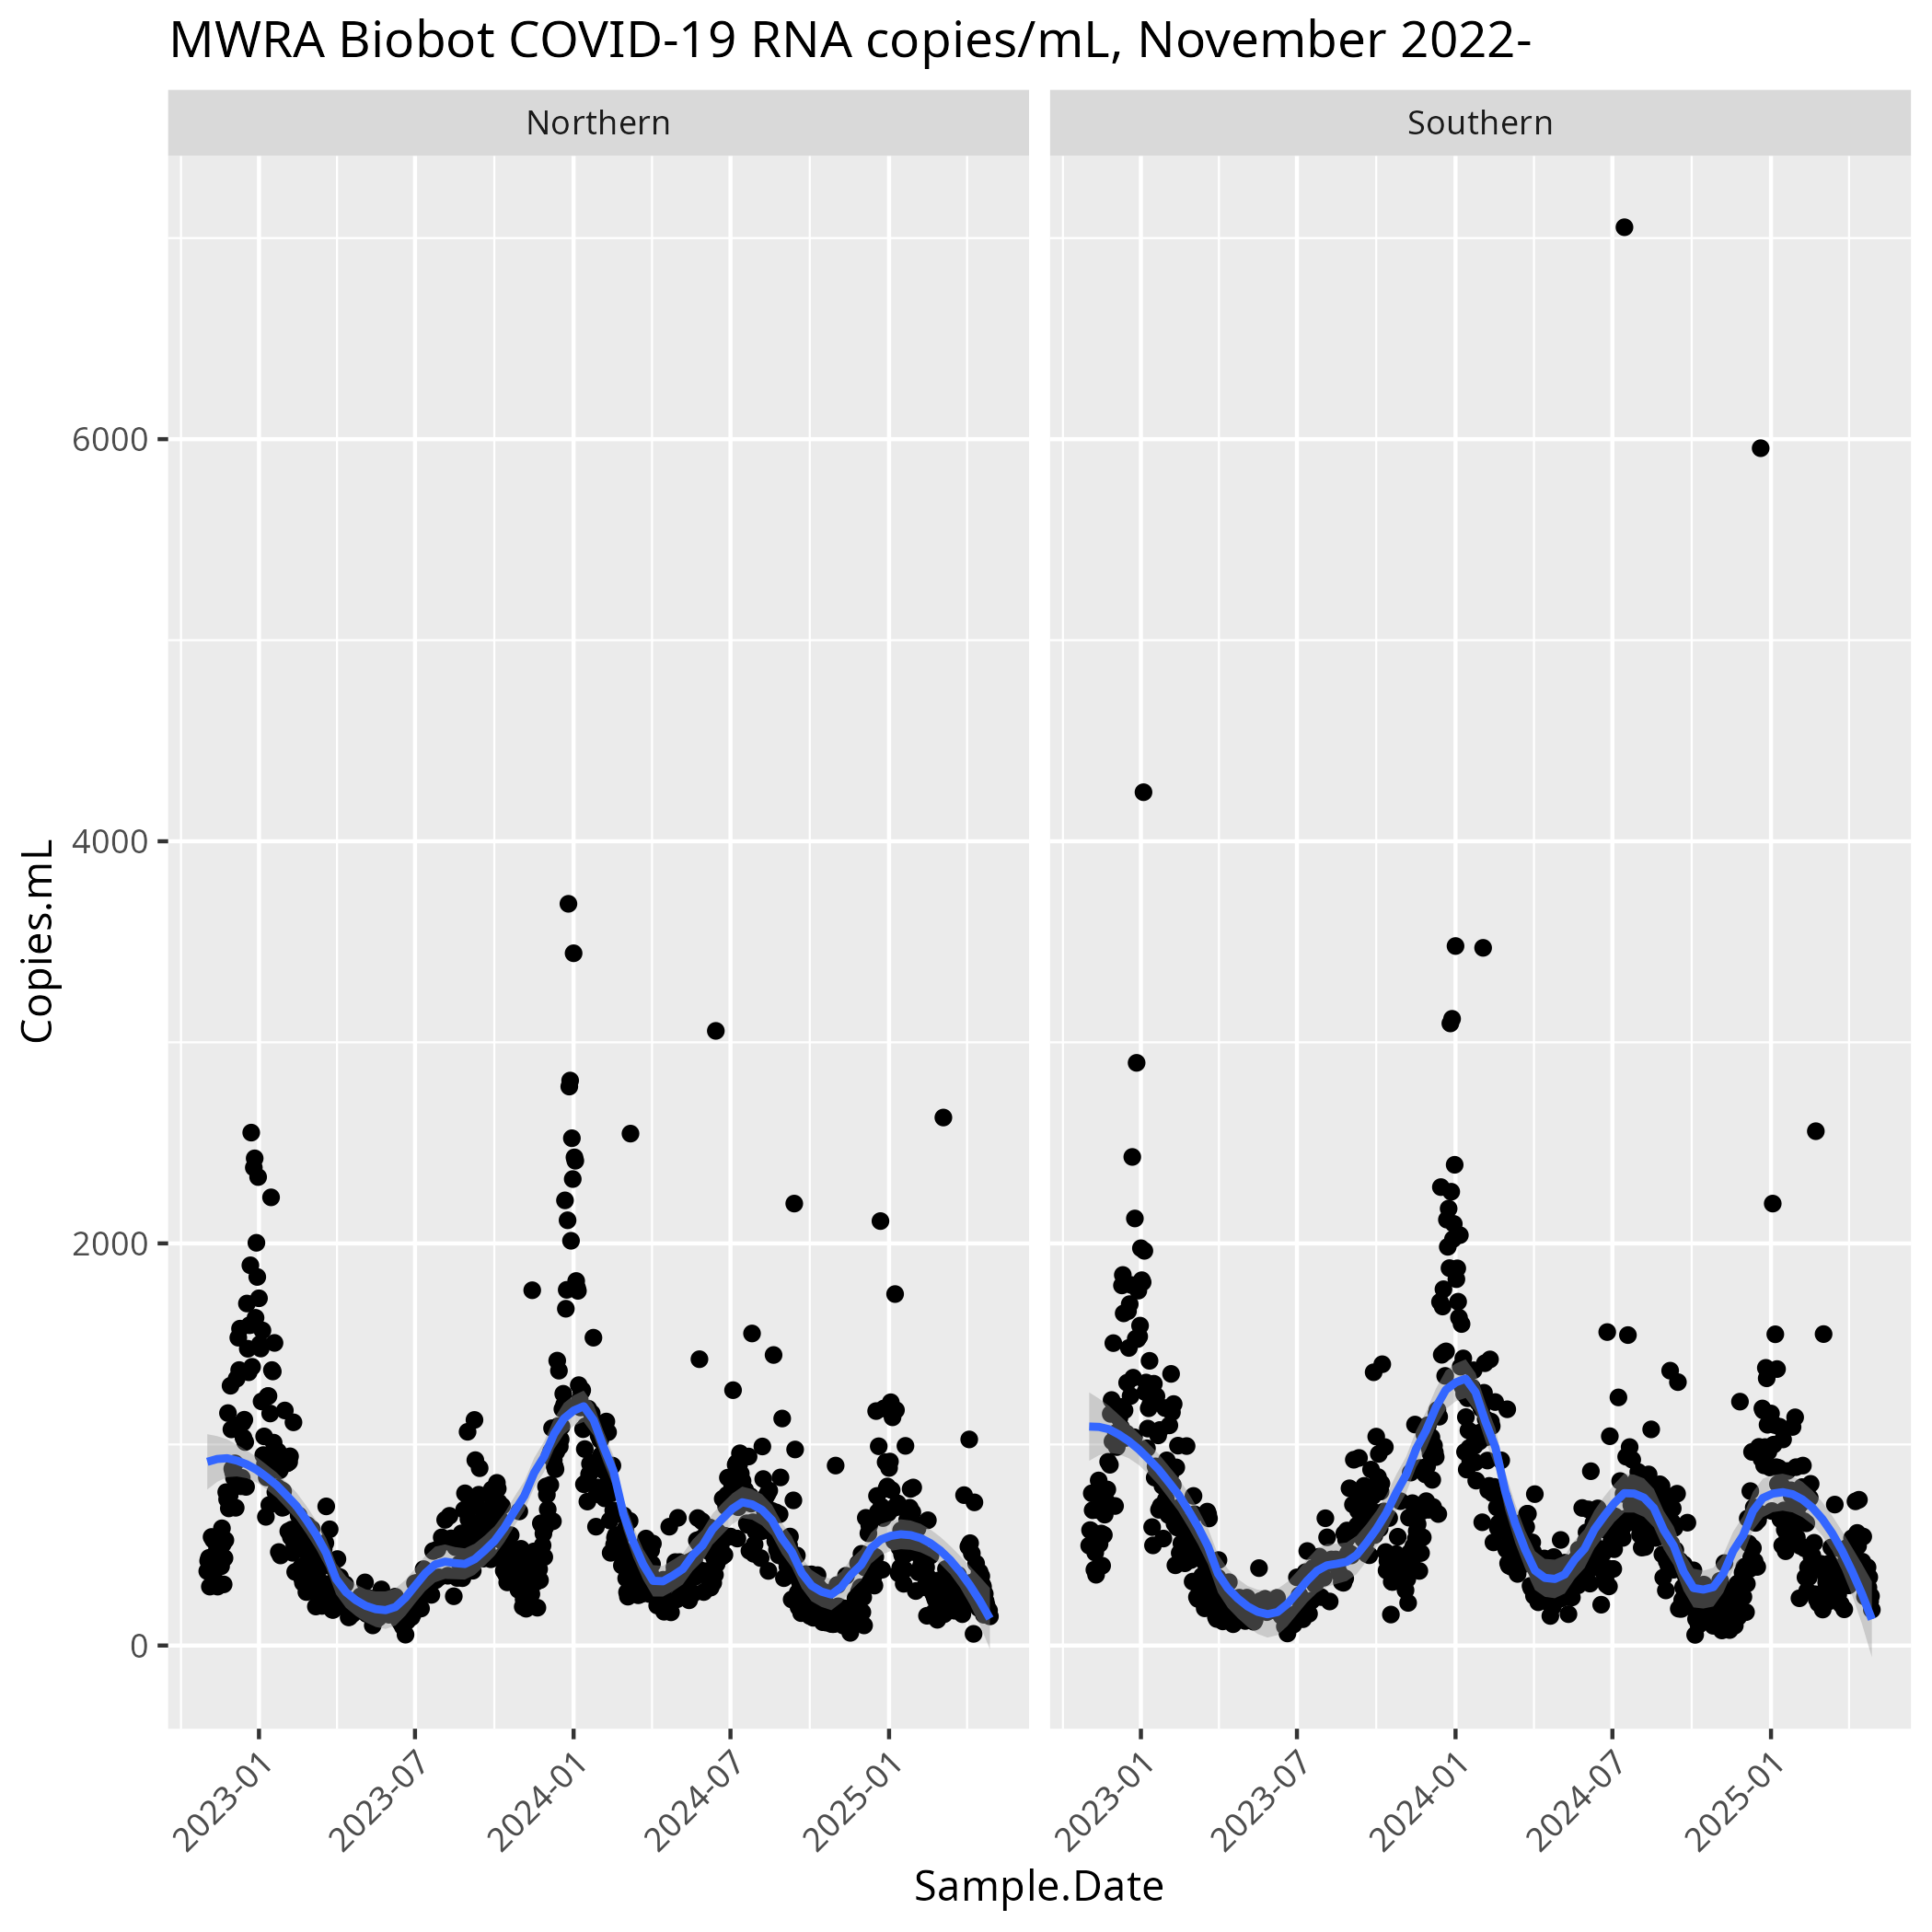 MWRA Biobot COVID-19 RNA copies/mL, November 2022-
Northern
Southern
Copies.mL
6000
4000
2000
0
2023-01
2023-07
2024-01
2024-07
2025-01
2023-01
2023-07
2024-01
2024-07
2025-01
Sample.Date